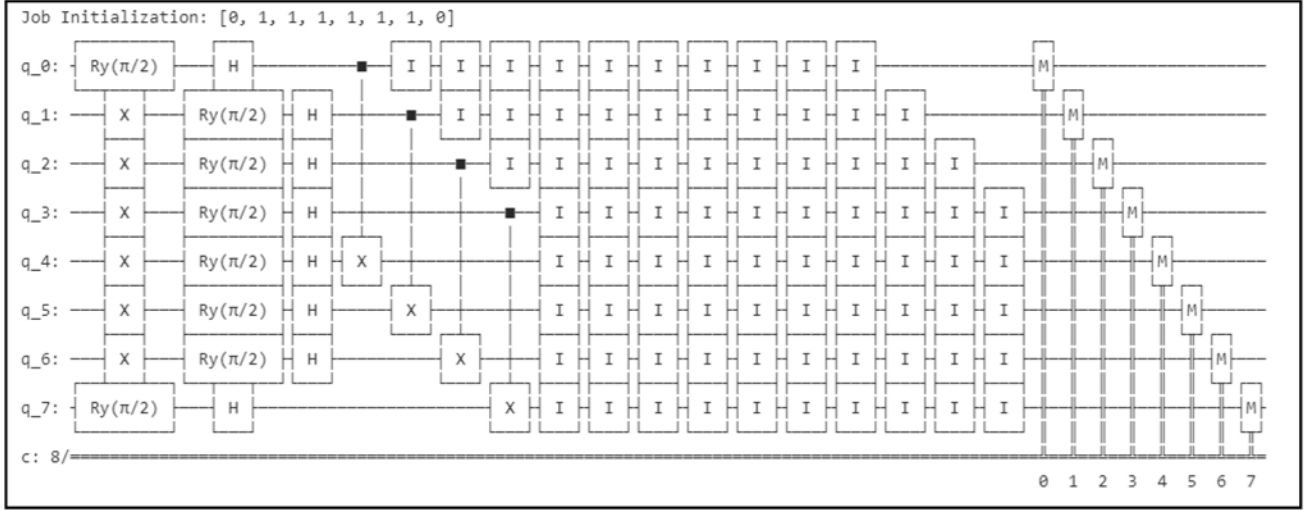 Job Initialization: [0, 1, 1, 1, 1, 1, 1, 0]
q_0: Ry(π/2) H I I I I I I I I I I M
q_1: X Ry(π/2) H I I I I I I I I I I M
q_2: X Ry(π/2) H I I I I I I I I I I M
q_3: X Ry(π/2) H I I I I I I I I I I M
q_4: X Ry(π/2) H X I I I I I I I I I I M
q_5: X Ry(π/2) H X I I I I I I I I I I M
q_6: X Ry(π/2) H X I I I I I I I I I I M
q_7: Ry(π/2) H X I I I I I I I I I I M
c: 8/
0 1 2 3 4 5 6 7